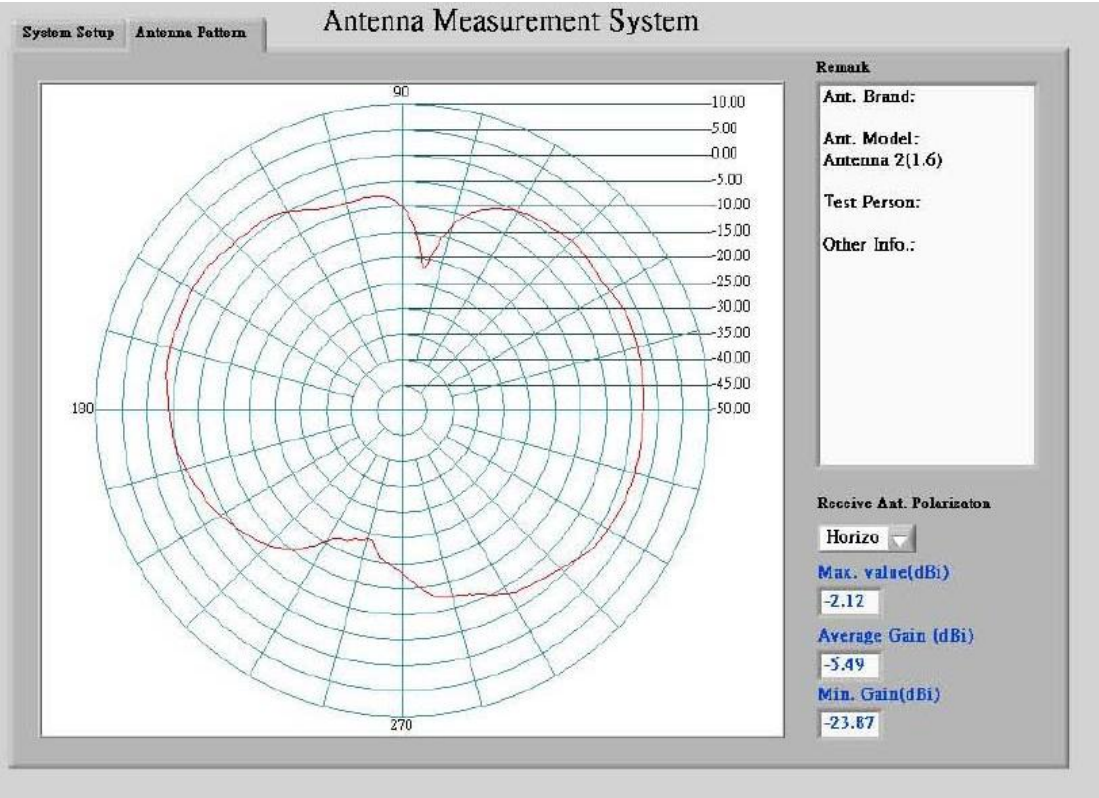 Antenna Measurement System
System Setup
Antenna Pattern
90
10.00
5.00
0.00
-5.00
-10.00
-15.00
-20.00
-25.00
-30.00
-35.00
-40.00
-45.00
-50.00
180
270
Remark
Ant. Brand:
Ant. Model:
Antenna 2(1.6)
Test Person:
Other Info.:
Receive Ant. Polarizaton
Horizo
Max. value(dBi)
-2.12
Average Gain (dBi)
-5.49
Min. Gain(dBi)
-23.87